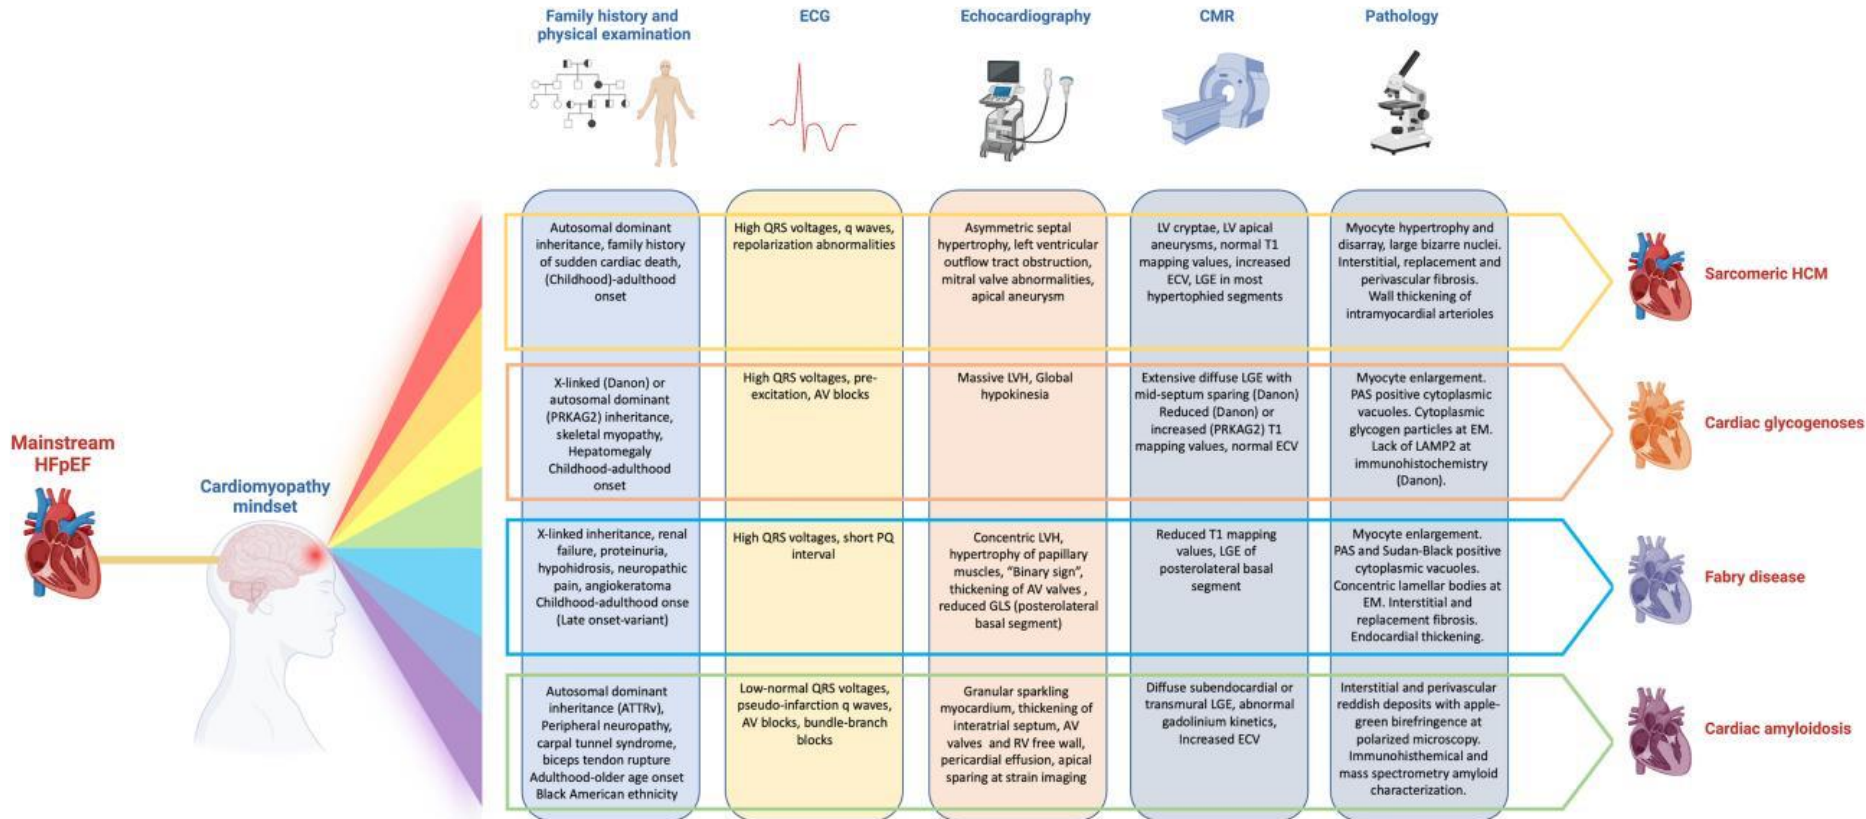 Family history and
physical examination
ECG
Echocardiography
CMR
Pathology
Mainstream
HFpEF
Cardiomyopathy
mindset
Autosomal dominant
inheritance, family history
of sudden cardiac death,
(Childhood)-adulthood
onset
High QRS voltages, q waves,
repolarization abnormalities
Asymmetric septal
hypertrophy, left ventricular
outflow tract obstruction,
mitral valve abnormalities,
apical aneurysm
LV cryptae, LV apical
aneurysms, normal T1
mapping values, increased
ECV, LGE in most
hypertophied segments
Myocyte hypertrophy and
disarray, large bizarre nuclei.
Interstitial, replacement and
perivascular fibrosis.
Wall thickening of
intramyocardial arterioles
Sarcomeric HCM
X-linked (Danon) or
autosomal dominant
(PRKAG2) inheritance,
skeletal myopathy,
Hepatomegaly
Childhood-adulthood
onset
High QRS voltages, pre-
excitation, AV blocks
Massive LVH, Global
hypokinesia
Extensive diffuse LGE with
mid-septum sparing (Danon)
Reduced (Danon) or
increased (PRKAG2) T1
mapping values, normal ECV
Myocyte enlargement.
PAS positive cytoplasmic
vacuoles. Cytoplasmic
glycogen particles at EM.
Lack of LAMP2 at
immunohistochemistry
(Danon).
Cardiac glycogenoses
X-linked inheritance, renal
failure, proteinuria,
hypohidrosis, neuropathic
pain, angiokeratoma
Childhood-adulthood onse
(Late onset-variant)
High QRS voltages, short PQ
interval
Concentric LVH,
hypertrophy of papillary
muscles, "Binary sign",
thickening of AV valves ,
reduced GLS (posterolateral
basal segment)
Reduced T1 mapping
values, LGE of
posterolateral basal
segment
Myocyte enlargement.
PAS and Sudan-Black positive
cytoplasmic vacuoles.
Concentric lamellar bodies at
EM. Interstitial and
replacement fibrosis.
Endocardial thickening.
Fabry disease
Autosomal dominant
inheritance (ATTRv),
Peripheral neuropathy,
carpal tunnel syndrome,
biceps tendon rupture
Adulthood-older age onset
Black American ethnicity
Low-normal QRS voltages,
pseudo-infarction q waves,
AV blocks, bundle-branch
blocks
Granular sparkling
myocardium, thickening of
interatrial septum, AV
valves and RV free wall,
pericardial effusion, apical
sparing at strain imaging
Diffuse subendocardial or
transmural LGE, abnormal
gadolinium kinetics,
Increased ECV
Interstitial and perivascular
reddish deposits with apple-
green birefringence at
polarized microscopy.
Immunohisthemical and
mass spectrometry amyloid
characterization.
Cardiac amyloidosis